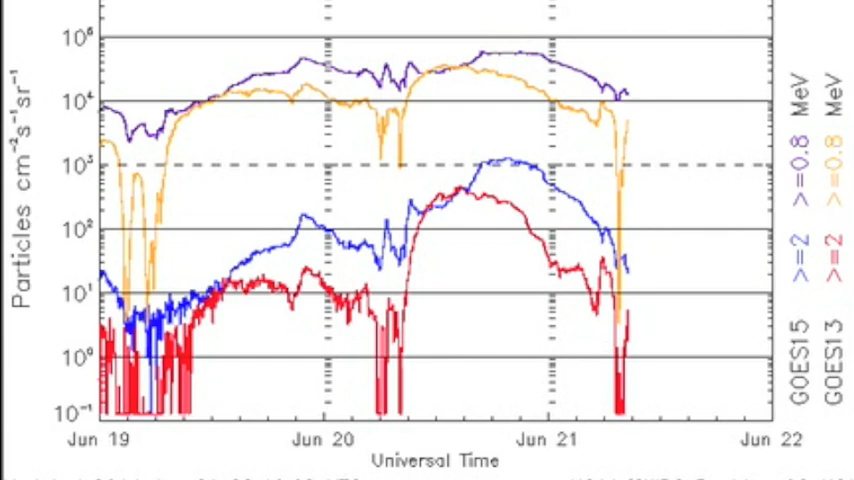 10⁶
10⁴
10³
10²
10¹
10⁰
10⁻¹
Particles cm⁻²s⁻¹sr⁻¹
Jun 19 Jun 20 Jun 21 Jun 22
Universal Time
GOES15 >=2 >=0.8 MeV
GOES13 >=2 >=0.8 MeV